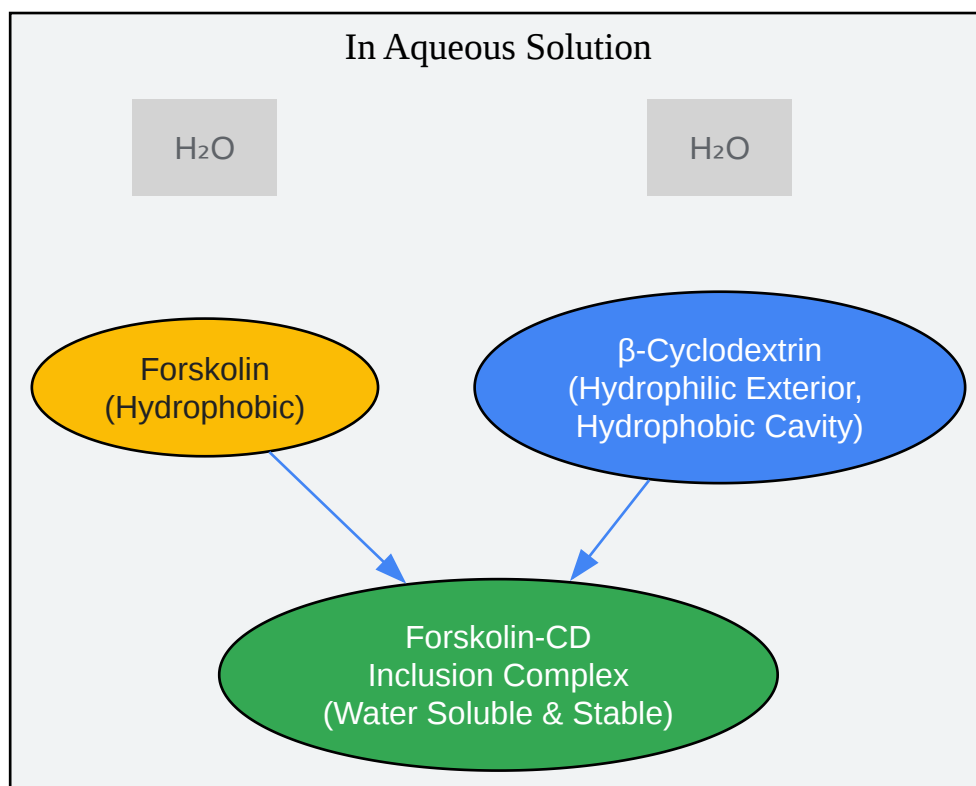 In Aqueous Solution
H₂O
H₂O
Forskolin
(Hydrophobic)
β-Cyclodextrin
(Hydrophilic Exterior,
Hydrophobic Cavity)
Forskolin-CD
Inclusion Complex
(Water Soluble & Stable)